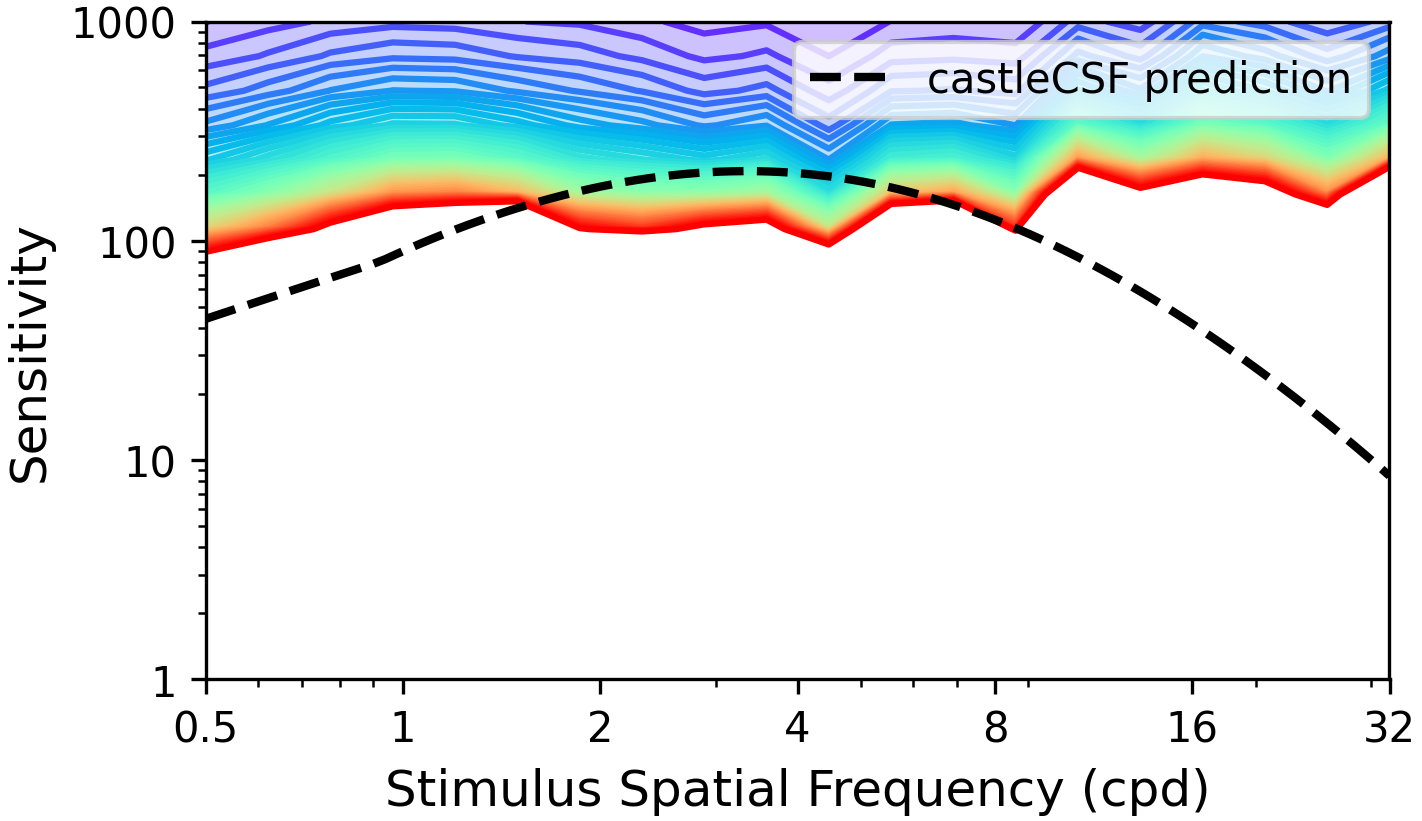 1000
100
10
1
Sensitivity
castleCSF prediction
0.5 1 2 4 8 16 32
Stimulus Spatial Frequency (cpd)